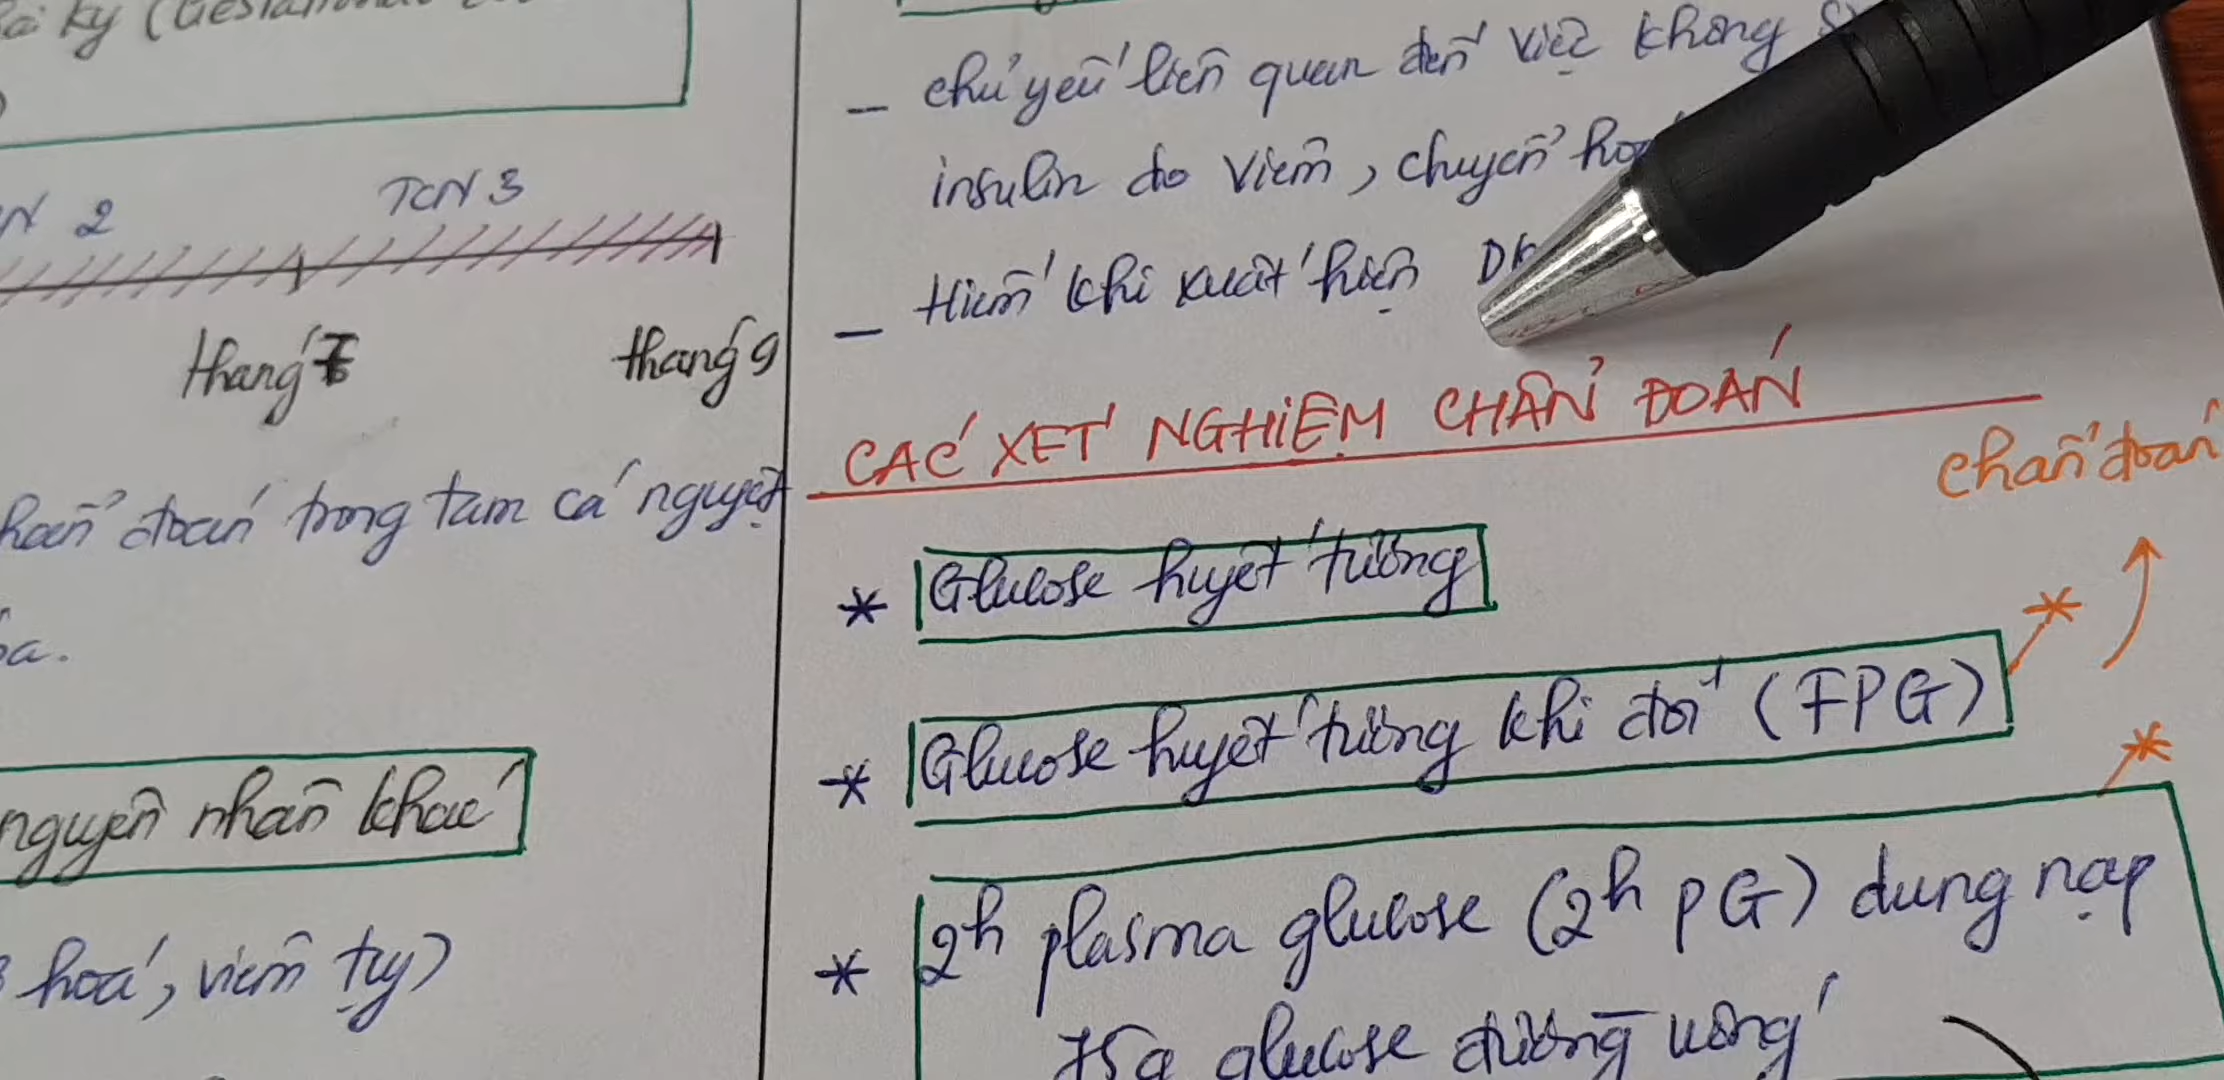 kỳ (Gestational
TCN 3
2
tháng 9
chẩn đoán trong tam cá nguyệt
nguyên nhân khác
hoá, viêm tụy)
- chủ yếu liên quan đến việc không
insulin do viêm, chuyển
- Hiếm khi xuất hiện
CÁC XÉT NGHIỆM CHẨN ĐOÁN
chẩn đoán
* Glucose huyết tương
* Glucose huyết tương khi đói (FPG) *
* 2h plasma glucose (2h PG) dung nạp *
75g glucose đường uống